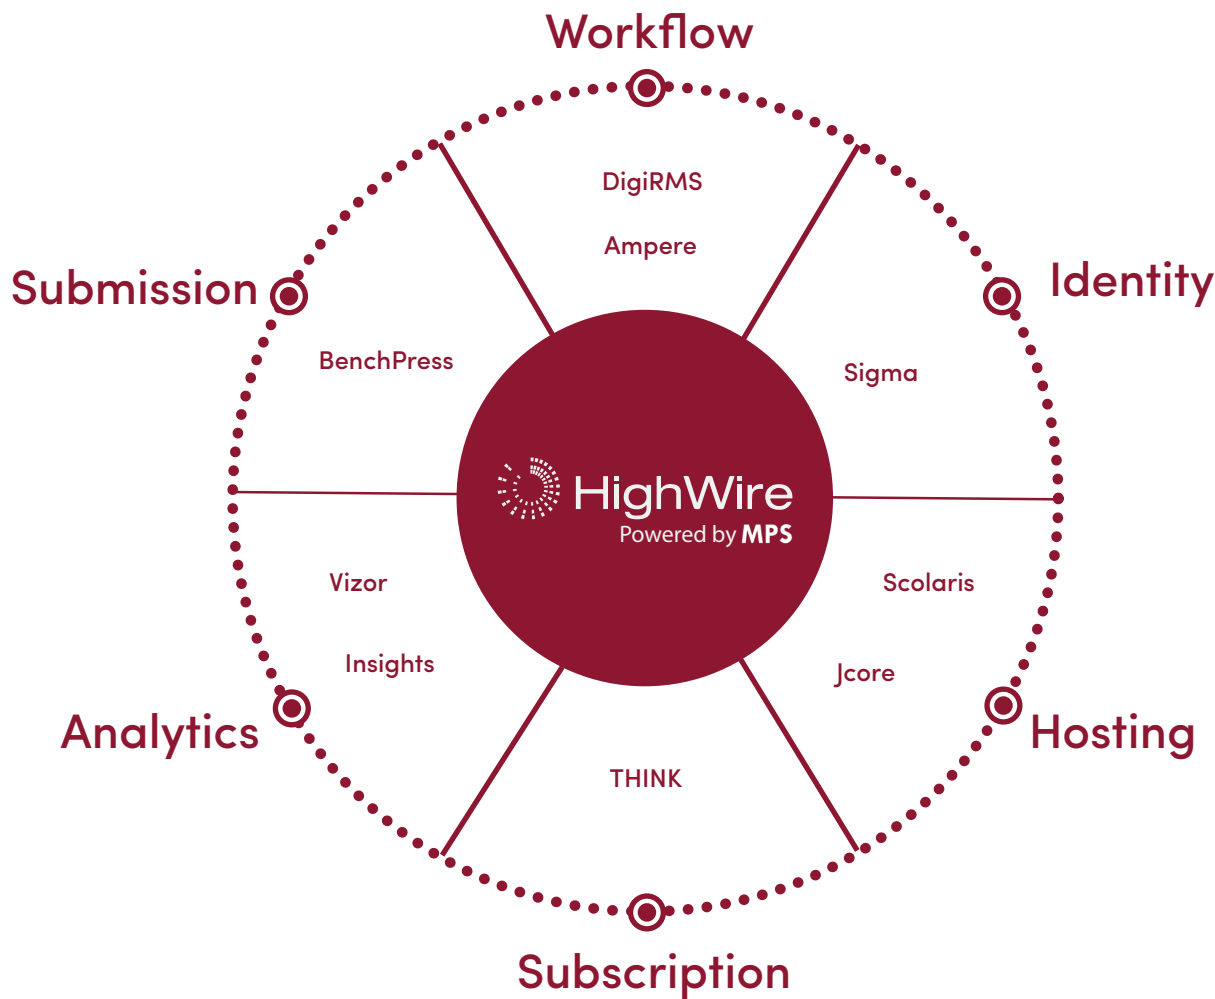 Workflow
DigiRMS
Ampere
Submission
Identity
BenchPress
Sigma
HighWire
Powered by MPS
Vizor
Scolaris
Insights
Jcore
Analytics
Hosting
THINK
Subscription